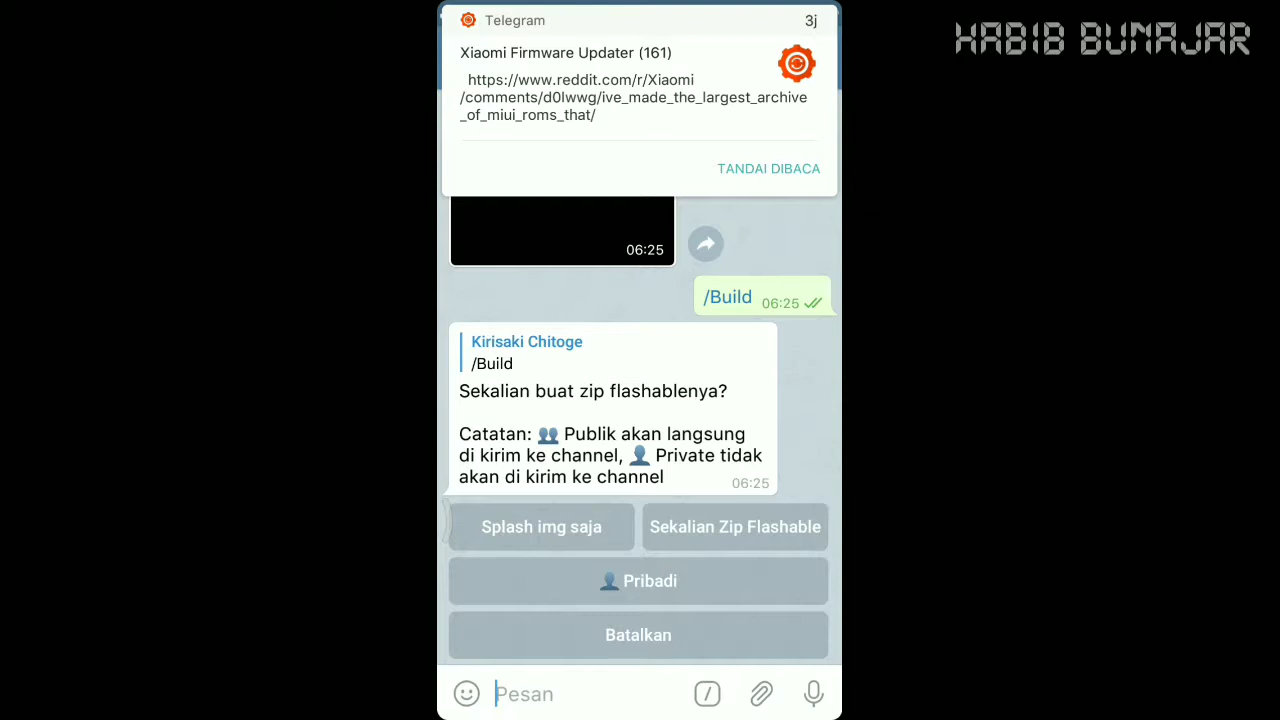 HABIB BUMAJAR
Telegram 3j
Xiaomi Firmware Updater (161)
https://www.reddit.com/r/Xiaomi
/comments/d0lwwg/ive_made_the_largest_archive
_of_miui_roms_that/
TANDAI DIBACA
06:25
/Build 06:25
Kirisaki Chitoge
/Build
Sekalian buat zip flashablenya?
Catatan: 👥 Publik akan langsung
di kirim ke channel, 👤 Private tidak
akan di kirim ke channel
06:25
Splash img saja
Sekalian Zip Flashable
👤 Pribadi
Batalkan
Pesan